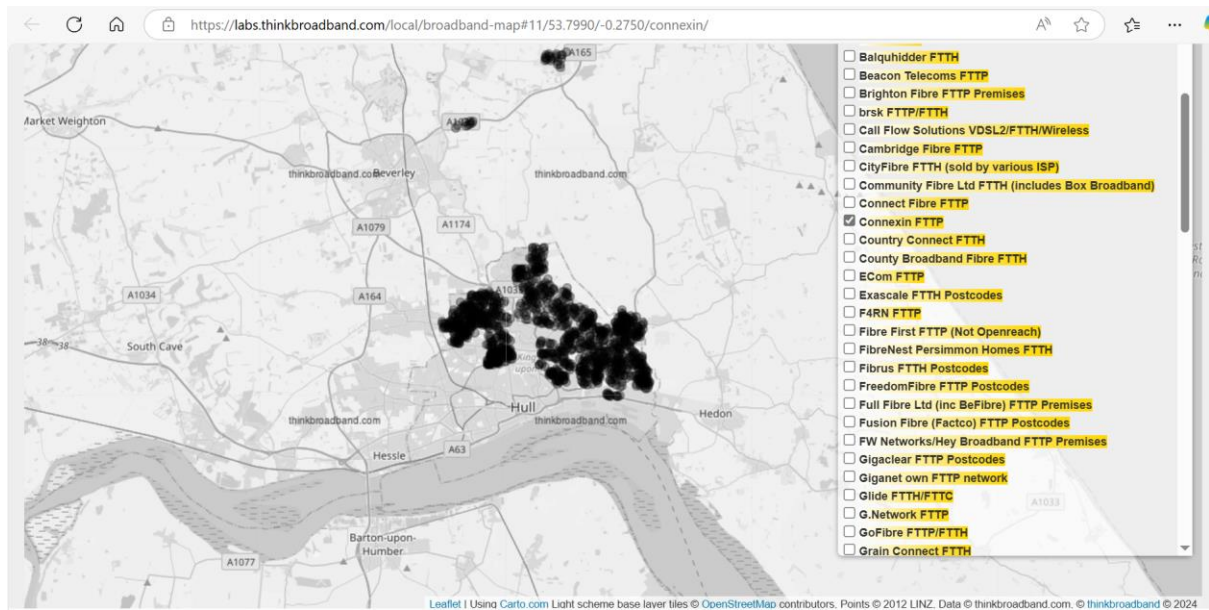 https://labs.thinkbroadband.com/local/broadband-map#11/53.7990/-0.2750/connexin/
A165
Market Weighton
thinkbroadband.com
Beverley
thinkbroadband.com
A1174
A1079
A1034
A164
South Cave
Hull
Hedon
thinkbroadband.com
thinkbroadband.com
A63
Hessle
Barton-upon-
Humber
A1077
A1033
Balquhidder FTTH
Beacon Telecoms FTTP
Brighton Fibre FTTP Premises
brsk FTTP/FTTH
Call Flow Solutions VDSL2/FTTH/Wireless
Cambridge Fibre FTTP
CityFibre FTTH (sold by various ISP)
Community Fibre Ltd FTTH (includes Box Broadband)
Connect Fibre FTTP
Connexin FTTP
Country Connect FTTH
County Broadband Fibre FTTH
ECom FTTP
Exascale FTTH Postcodes
F4RN FTTP
Fibre First FTTP (Not Openreach)
FibreNest Persimmon Homes FTTH
Fibrus FTTH Postcodes
FreedomFibre FTTP Postcodes
Full Fibre Ltd (inc BeFibre) FTTP Premises
Fusion Fibre (Factco) FTTP Postcodes
FW Networks/Hey Broadband FTTP Premises
Gigaclear FTTP Postcodes
Giganet own FTTP network
Glide FTTH/FTTC
G.Network FTTP
GoFibre FTTP/FTTH
Grain Connect FTTH
Leaflet | Using Carto.com Light scheme base layer tiles © OpenStreetMap contributors, Points © 2012 LINZ. Data © thinkbroadband.com, © thinkbroadband © 2024